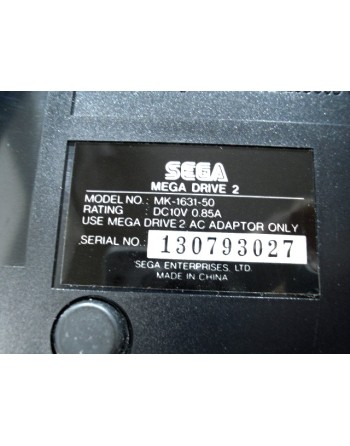 SEGA
MEGA DRIVE 2
MODEL NO.: MK-1631-50
RATING : DC10V 0.85A
USE MEGA DRIVE 2 AC ADAPTOR ONLY
SERIAL NO.: 130793027
SEGA ENTERPRISES, LTD.
MADE IN CHINA